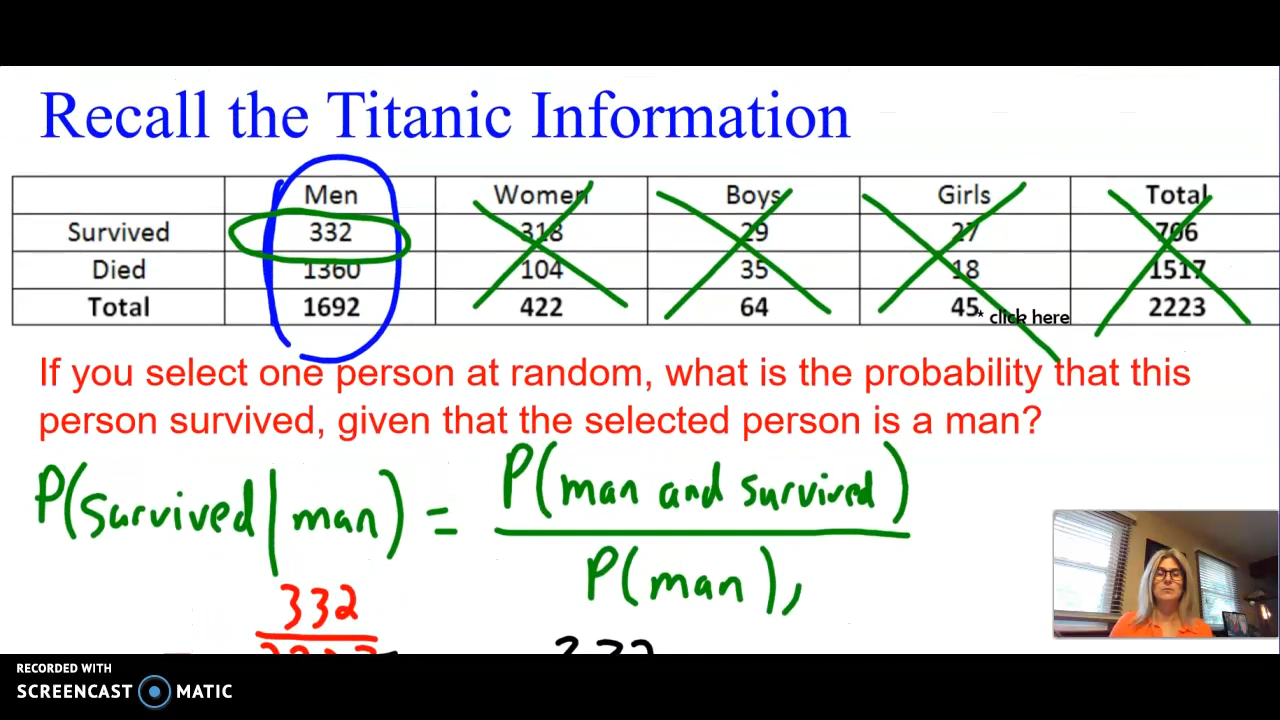 Recall the Titanic Information
Men Women Boys Girls Total
Survived 332 318 29 27 706
Died 1360 104 35 18 1517
Total 1692 422 64 45 2223
* click here
If you select one person at random, what is the probability that this
person survived, given that the selected person is a man?
P(survived | man) = P(man and survived)
P(man),
332
332
RECORDED WITH
SCREENCAST MATIC